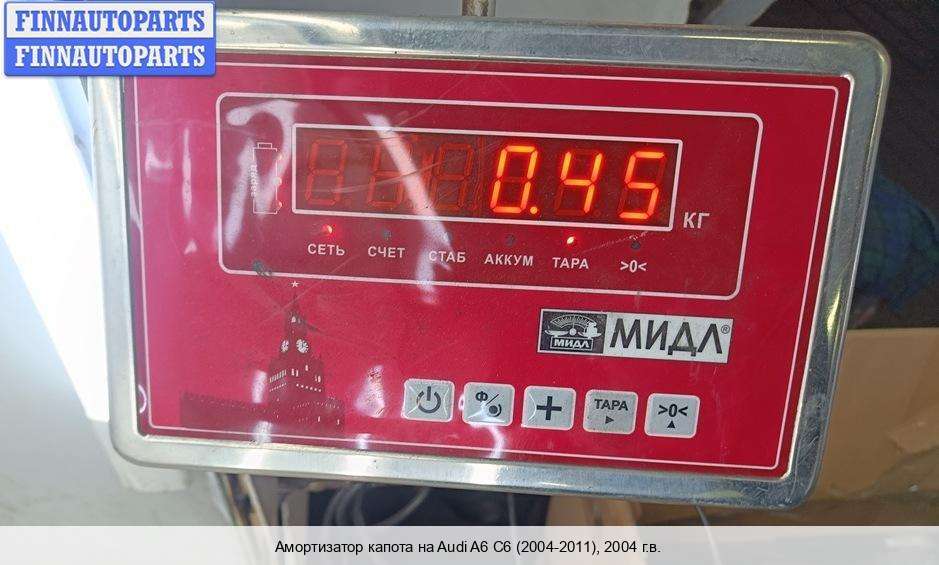 FINNAUTOPARTS
FINNAUTOPARTS
заряд
0.45
КГ
СЕТЬ СЧЕТ СТАБ АККУМ ТАРА >0<
МИДЛ МИДЛ®
Ф ТАРА >0<
Амортизатор капота на Audi A6 C6 (2004-2011), 2004 г.в.